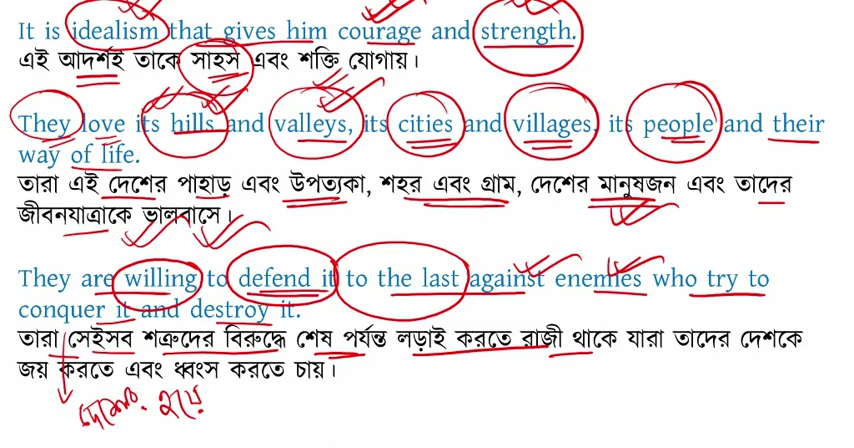 It is idealism that gives him courage and strength.
এই আদর্শই তাকে সাহস এবং শক্তি যোগায়।
They love its hills and valleys, its cities and villages, its people and their
way of life.
তারা এই দেশের পাহাড় এবং উপত্যকা, শহর এবং গ্রাম, দেশের মানুষজন এবং তাদের
জীবনযাত্রাকে ভালবাসে।
They are willing to defend it to the last against enemies who try to
conquer it and destroy it.
তারা সেইসব শত্রুদের বিরুদ্ধে শেষ পর্যন্ত লড়াই করতে রাজী থাকে যারা তাদের দেশকে
জয় করতে এবং ধ্বংস করতে চায়।
হয়ে